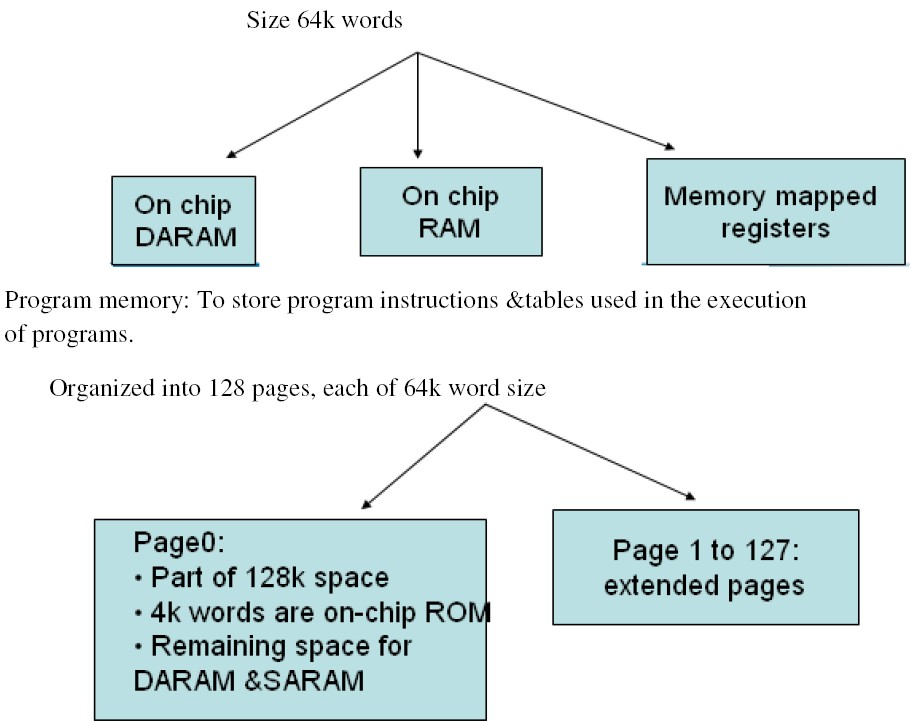 Size 64k words
On chip
DARAM
On chip
RAM
Memory mapped
registers
Program memory: To store program instructions &tables used in the execution
of programs.
Organized into 128 pages, each of 64k word size
Page0:
• Part of 128k space
• 4k words are on-chip ROM
• Remaining space for
DARAM &SARAM
Page 1 to 127:
extended pages